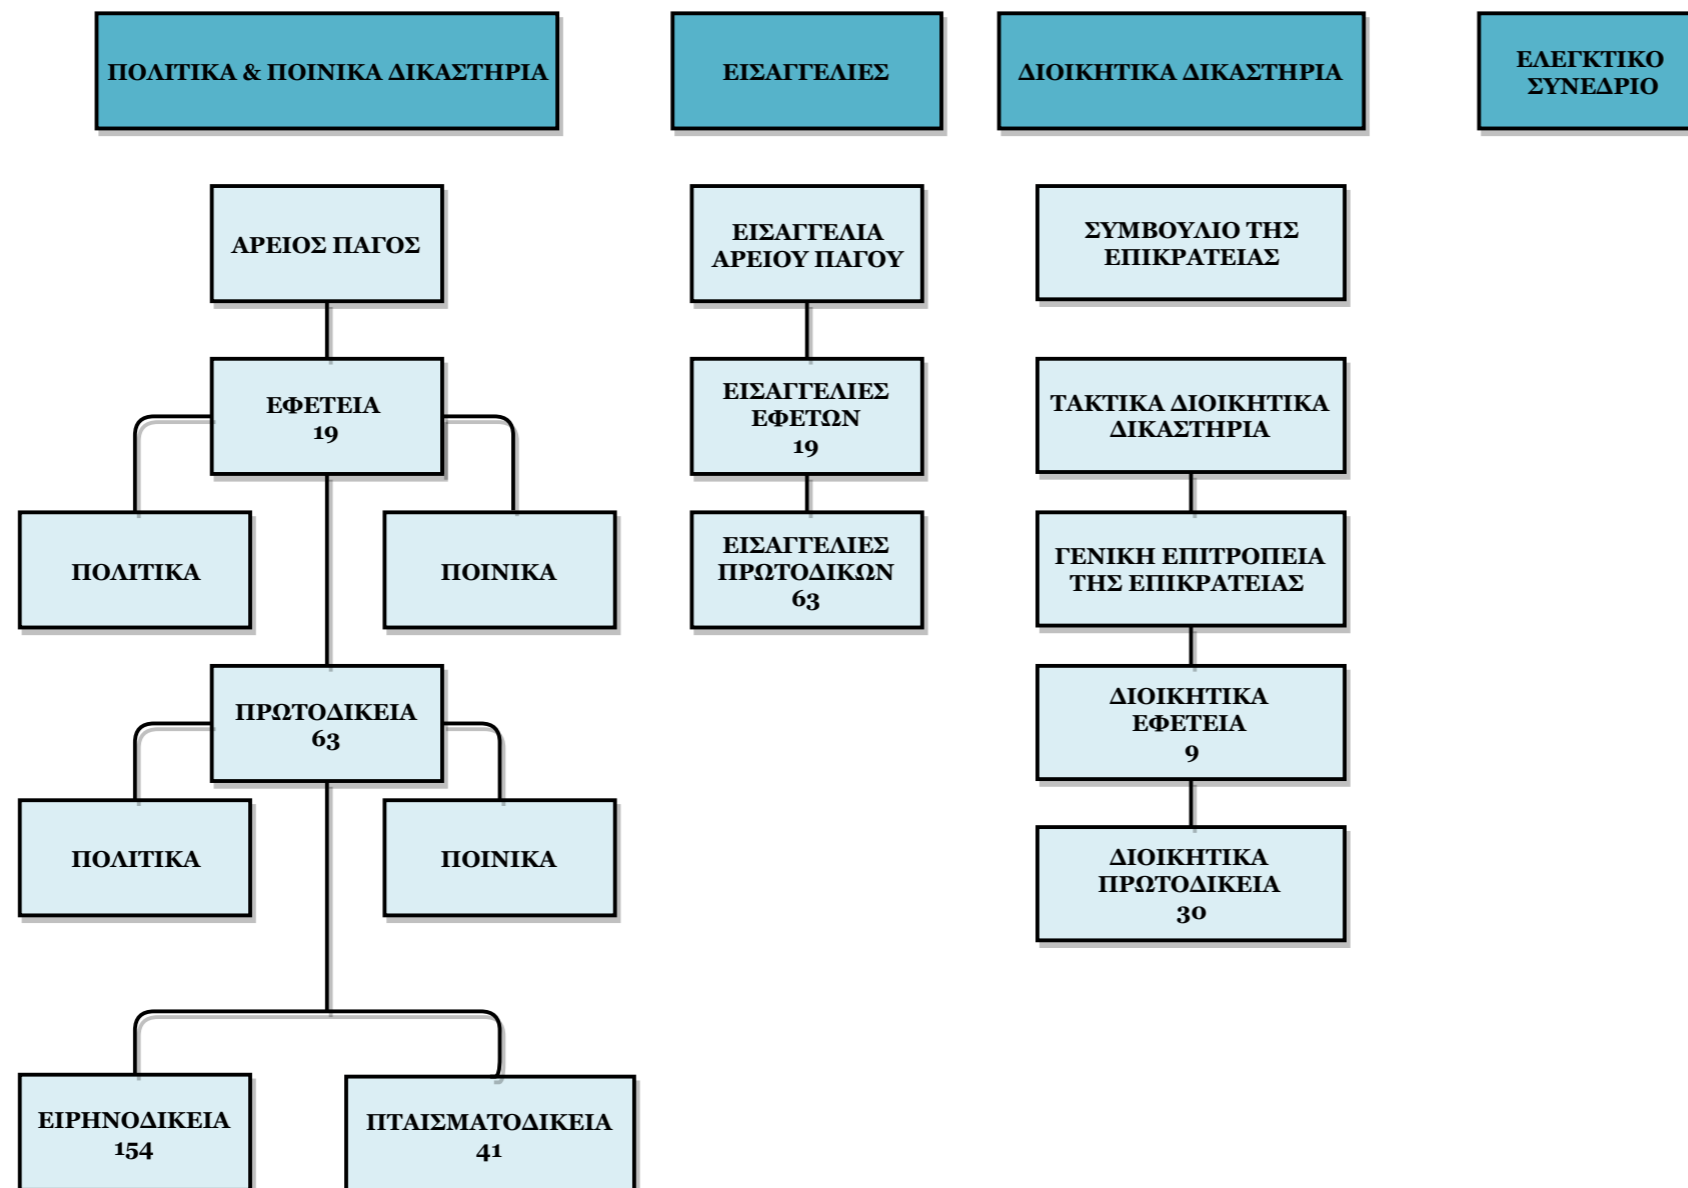 ΠΟΛΙΤΙΚΑ & ΠΟΙΝΙΚΑ ΔΙΚΑΣΤΗΡΙΑ
ΑΡΕΙΟΣ ΠΑΓΟΣ
ΕΦΕΤΕΙΑ
19
ΠΟΛΙΤΙΚΑ
ΠΟΙΝΙΚΑ
ΠΡΩΤΟΔΙΚΕΙΑ
63
ΠΟΛΙΤΙΚΑ
ΠΟΙΝΙΚΑ
ΕΙΡΗΝΟΔΙΚΕΙΑ
154
ΠΤΑΙΣΜΑΤΟΔΙΚΕΙΑ
41
ΕΙΣΑΓΓΕΛΙΕΣ
ΕΙΣΑΓΓΕΛΙΑ
ΑΡΕΙΟΥ ΠΑΓΟΥ
ΕΙΣΑΓΓΕΛΙΕΣ
ΕΦΕΤΩΝ
19
ΕΙΣΑΓΓΕΛΙΕΣ
ΠΡΩΤΟΔΙΚΩΝ
63
ΔΙΟΙΚΗΤΙΚΑ ΔΙΚΑΣΤΗΡΙΑ
ΣΥΜΒΟΥΛΙΟ ΤΗΣ
ΕΠΙΚΡΑΤΕΙΑΣ
ΤΑΚΤΙΚΑ ΔΙΟΙΚΗΤΙΚΑ
ΔΙΚΑΣΤΗΡΙΑ
ΓΕΝΙΚΗ ΕΠΙΤΡΟΠΕΙΑ
ΤΗΣ ΕΠΙΚΡΑΤΕΙΑΣ
ΔΙΟΙΚΗΤΙΚΑ
ΕΦΕΤΕΙΑ
9
ΔΙΟΙΚΗΤΙΚΑ
ΠΡΩΤΟΔΙΚΕΙΑ
30
ΕΛΕΓΚΤΙΚΟ
ΣΥΝΕΔΡΙΟ